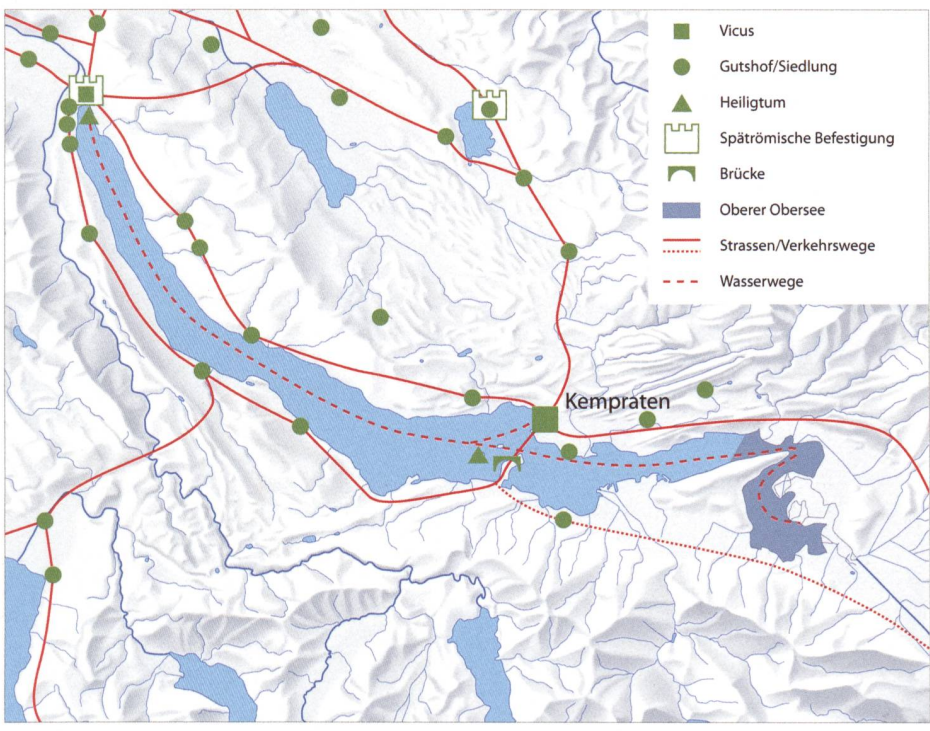 Vicus
Gutshof/Siedlung
Heiligtum
Spätrömische Befestigung
Brücke
Oberer Obersee
Strassen/Verkehrswege
Wasserwege
Kempraten